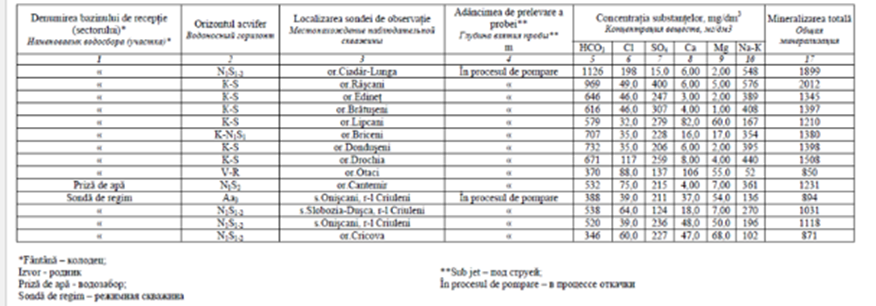 Denumirea bazinului de recepție (sectorului)* Orizontul acvifer Localizarea sondei de observație Adâncimea de prelevare a probei** Concentrația substanțelor, mg/dm³ Mineralizarea totală
Наименование водосбора (участка)* Водоносный горизонт Местонахождение наблюдательной скважины Глубина взятия пробы** m Концентрация веществ, мг/дм3 Общая минерализация
HCO3 Cl SO4 Ca Mg Na-K
1 2 3 4 5 6 7 8 9 10 17
« N1S1-2 or.Ciadâr-Lunga În procesul de pompare 1126 198 15,0 6,00 2,00 548 1899
« K-S or.Râșcani « 969 49,0 400 6,00 5,00 576 2012
« K-S or.Edineț « 646 46,0 247 3,00 2,00 389 1345
« K-S or.Brătușeni « 616 46,0 307 4,00 1,00 408 1397
« K-S or.Lipcani « 579 32,0 279 82,0 60,0 167 1210
« K-N1S1 or.Briceni « 707 35,0 228 16,0 17,0 354 1380
« K-S or.Dondușeni « 732 35,0 206 6,00 2,00 395 1398
« K-S or.Drochia « 671 117 259 8,00 4,00 440 1508
« V-R or.Otaci « 370 88,0 137 106 55,0 52 850
Priză de apă N1S2 or.Cantemir « 532 75,0 215 4,00 7,00 361 1231
Sondă de regim Aa3 s.Onișcani, r-l Criuleni În procesul de pompare 388 39,0 211 37,0 54,0 136 894
« N1S1-2 s.Slobozia-Dușca, r-l Criuleni « 538 64,0 124 18,0 7,00 270 1031
« N1S1-2 s.Onișcani, r-l Criuleni « 520 39,0 236 48,0 50,0 196 1118
« N1S1-2 or.Cricova « 346 60,0 227 47,0 68,0 102 871
*Fântână – колодец;
Izvor - родник **Sub jet – под струей;
Priză de apă - водозабор; În procesul de pompare – в процессе откачки
Sondă de regim – режимная скважина